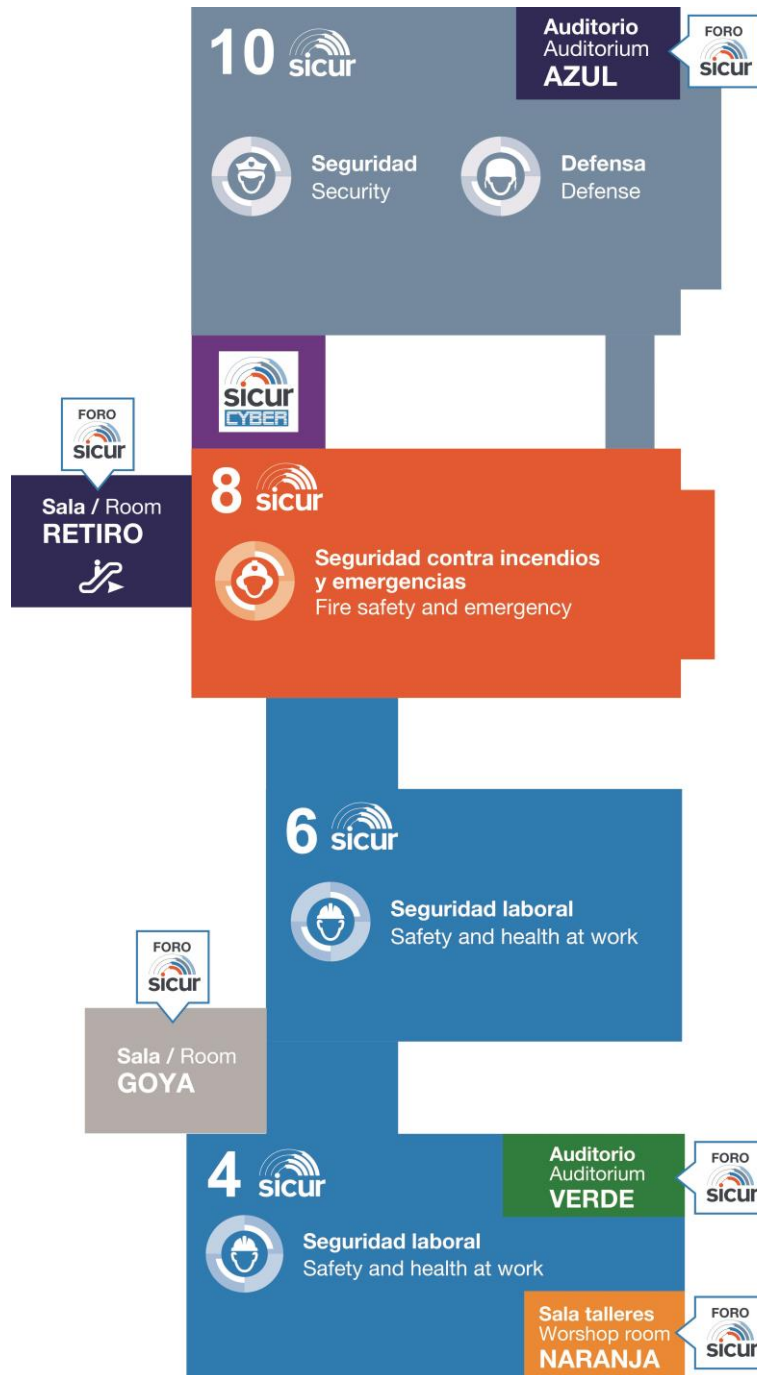 10 sicur
Auditorio
Auditorium
AZUL
FORO
sicur
Seguridad
Security
Defensa
Defense
sicur
CYBER
FORO
sicur
Sala / Room
RETIRO
8 sicur
Seguridad contra incendios
y emergencias
Fire safety and emergency
6 sicur
Seguridad laboral
Safety and health at work
FORO
sicur
Sala / Room
GOYA
4 sicur
Auditorio
Auditorium
VERDE
FORO
sicur
Seguridad laboral
Safety and health at work
Sala talleres
Worshop room
NARANJA
FORO
sicur